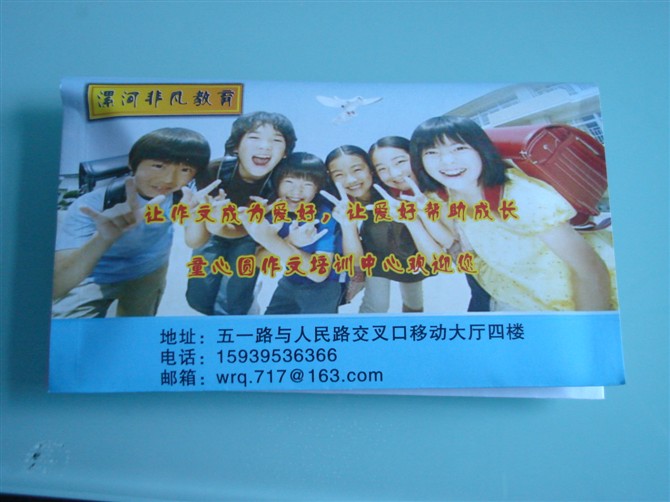 漯河非凡教育
让作文成为爱好，让爱好帮助成长
童心圆作文培训中心欢迎您
地址：五一路与人民路交叉口移动大厅四楼
电话：15939536366
邮箱：wrq.717@163.com